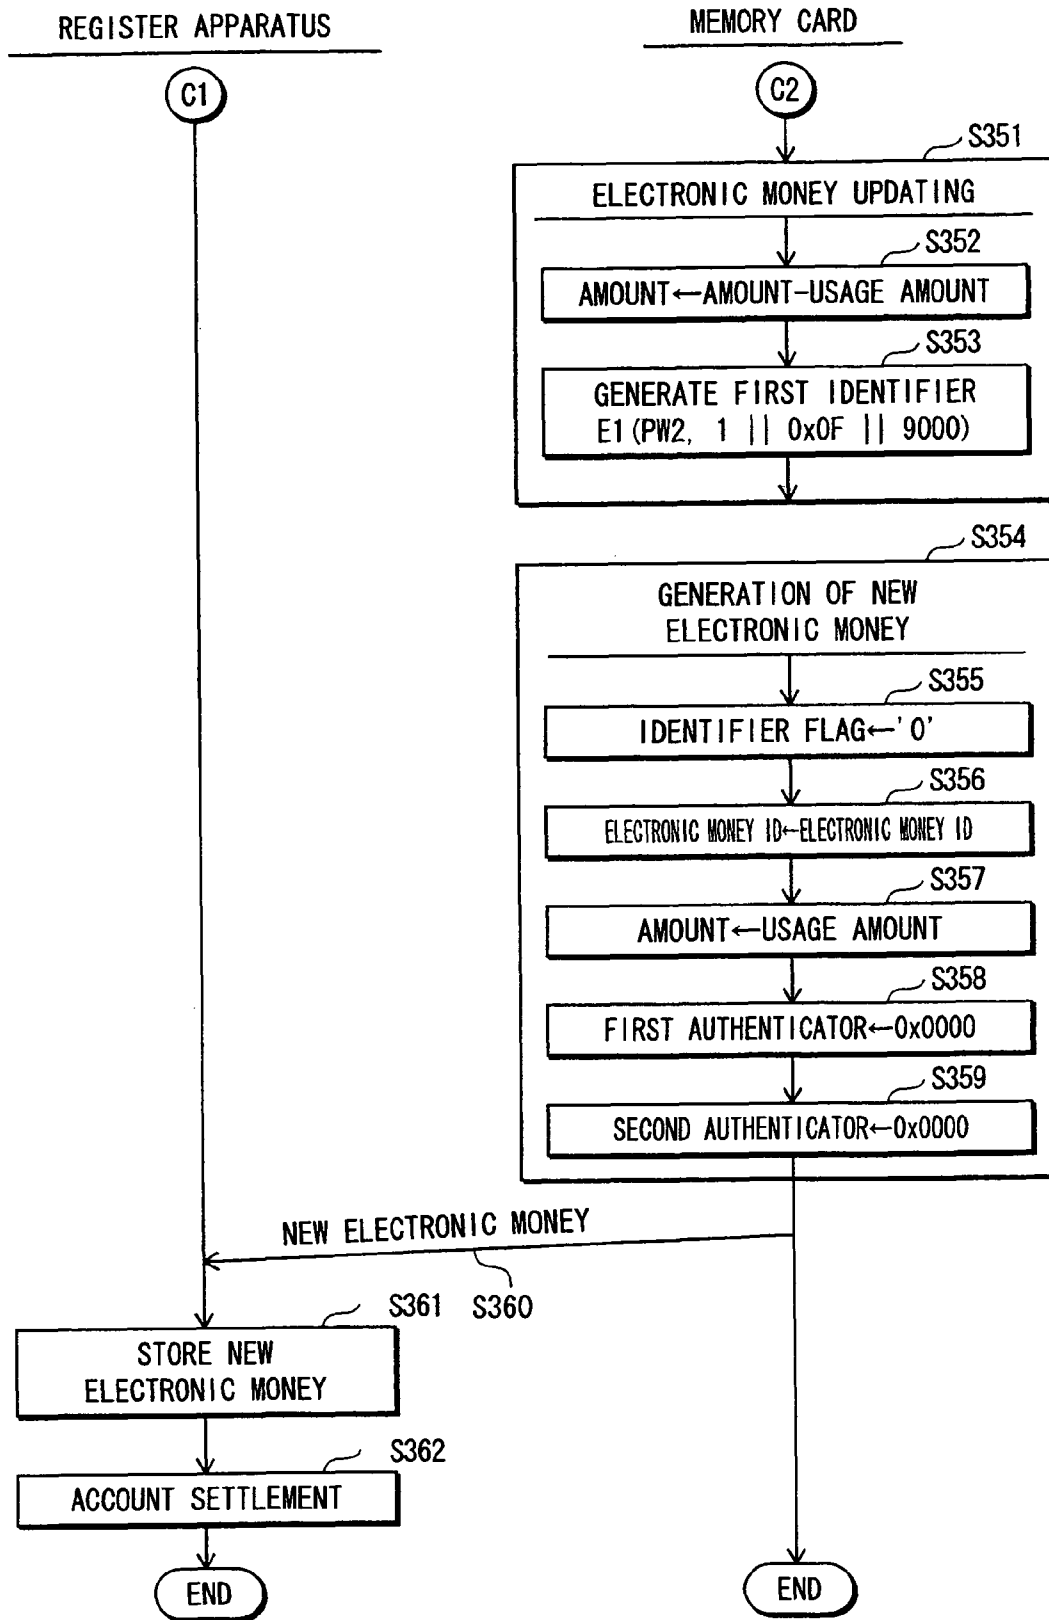 REGISTER APPARATUS
MEMORY CARD
C1
C2
S351
ELECTRONIC MONEY UPDATING
S352
AMOUNT←AMOUNT-USAGE AMOUNT
S353
GENERATE FIRST IDENTIFIER
E1(PW2, 1 || 0x0F || 9000)
S354
GENERATION OF NEW
ELECTRONIC MONEY
S355
IDENTIFIER FLAG←'0'
S356
ELECTRONIC MONEY ID←ELECTRONIC MONEY ID
S357
AMOUNT←USAGE AMOUNT
S358
FIRST AUTHENTICATOR←0x0000
S359
SECOND AUTHENTICATOR←0x0000
NEW ELECTRONIC MONEY
S360
S361
STORE NEW
ELECTRONIC MONEY
S362
ACCOUNT SETTLEMENT
END
END